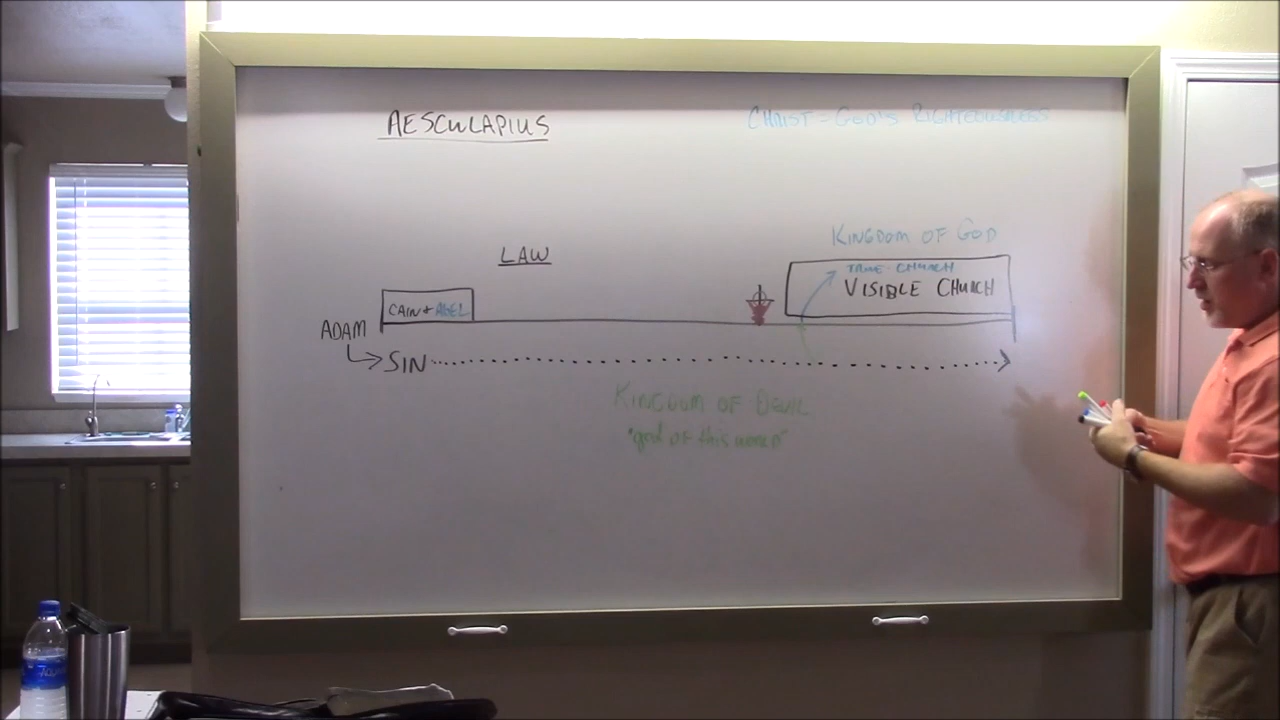 AESCULAPIUS
CHRIST = GOD'S RIGHTEOUSNESS
KINGDOM OF GOD
LAW
TRUE CHURCH
VISIBLE CHURCH
CAIN + ABEL
ADAM
SIN
KINGDOM OF DEVIL
"god OF this WORLD"